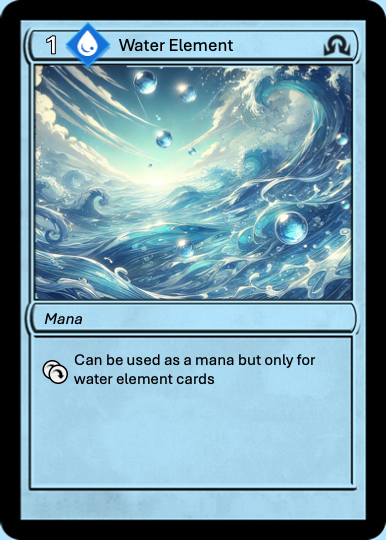 1 Water Element
Mana
Can be used as a mana but only for
water element cards